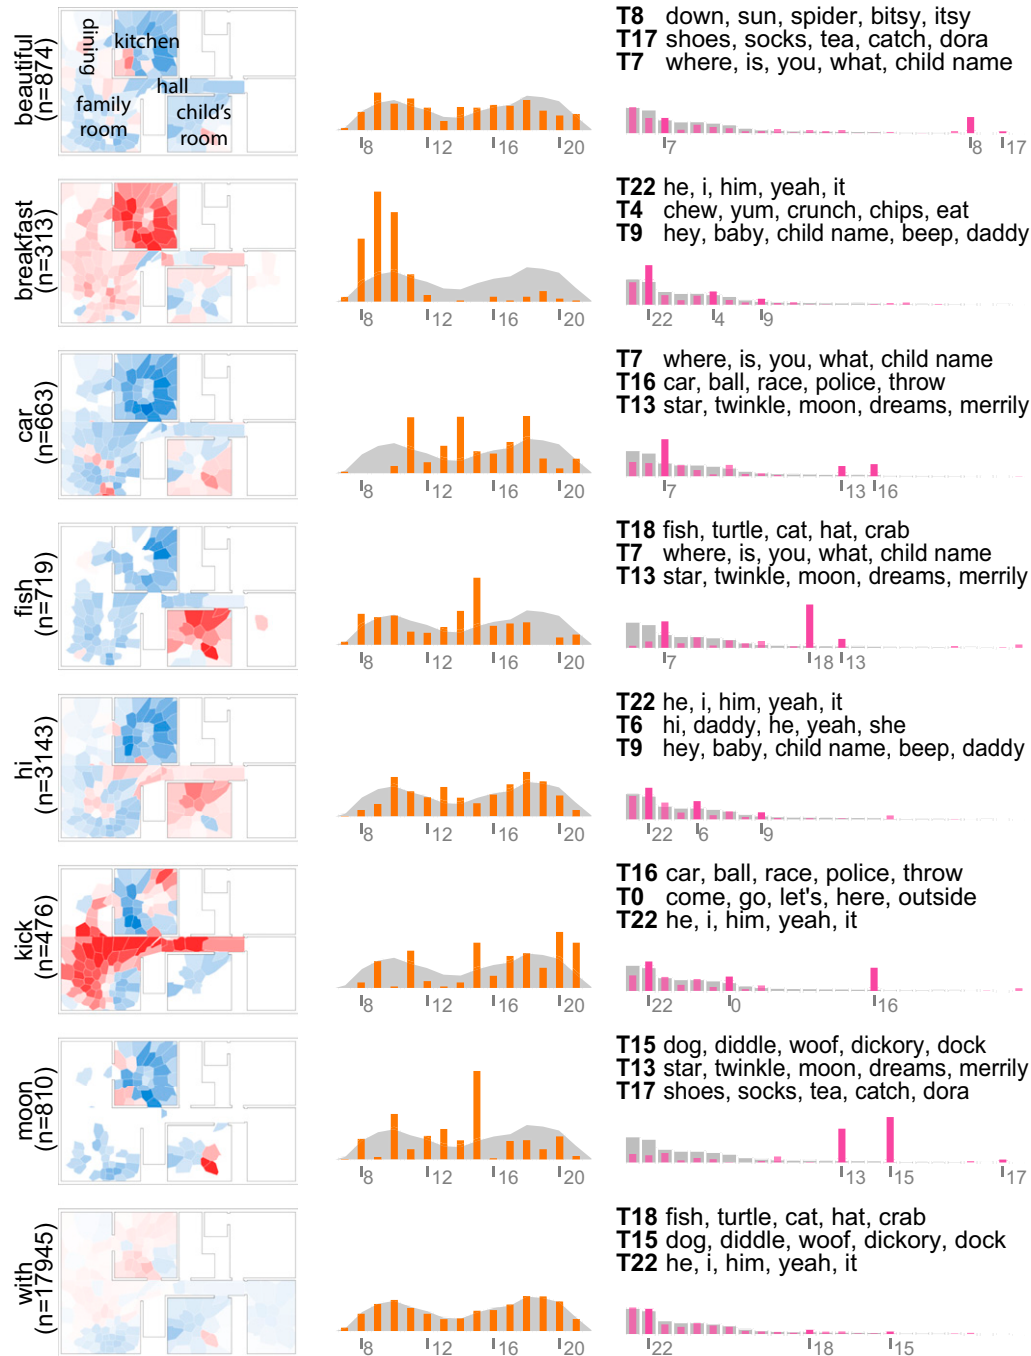 beautiful
(n=874)
dining
kitchen
hall
family
room
child's
room
8 12 16 20
T8 down, sun, spider, bitsy, itsy
T17 shoes, socks, tea, catch, dora
T7 where, is, you, what, child name
7 8 17
breakfast
(n=313)
8 12 16 20
T22 he, i, him, yeah, it
T4 chew, yum, crunch, chips, eat
T9 hey, baby, child name, beep, daddy
22 4 9
car
(n=663)
8 12 16 20
T7 where, is, you, what, child name
T16 car, ball, race, police, throw
T13 star, twinkle, moon, dreams, merrily
7 13 16
fish
(n=719)
8 12 16 20
T18 fish, turtle, cat, hat, crab
T7 where, is, you, what, child name
T13 star, twinkle, moon, dreams, merrily
7 18 13
hi
(n=3143)
8 12 16 20
T22 he, i, him, yeah, it
T6 hi, daddy, he, yeah, she
T9 hey, baby, child name, beep, daddy
22 6 9
kick
(n=476)
8 12 16 20
T16 car, ball, race, police, throw
T0 come, go, let's, here, outside
T22 he, i, him, yeah, it
22 0 16
moon
(n=810)
8 12 16 20
T15 dog, diddle, woof, dickory, dock
T13 star, twinkle, moon, dreams, merrily
T17 shoes, socks, tea, catch, dora
13 15 17
with
(n=17945)
8 12 16 20
T18 fish, turtle, cat, hat, crab
T15 dog, diddle, woof, dickory, dock
T22 he, i, him, yeah, it
22 18 15